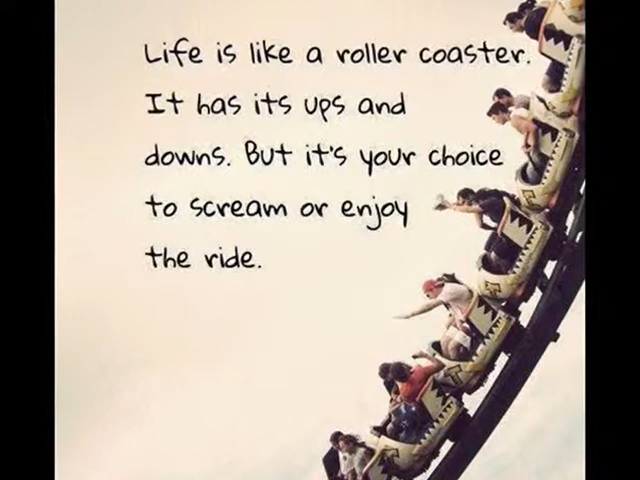 Life is like a roller coaster.
It has its ups and
downs. But it's your choice
to scream or enjoy
the ride.